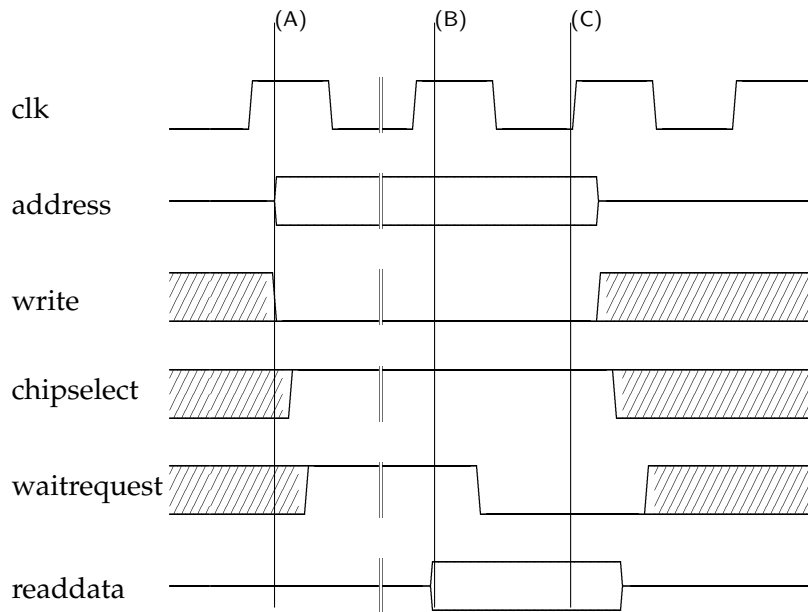 (A) (B) (C)
clk
address
write
chipselect
waitrequest
readdata